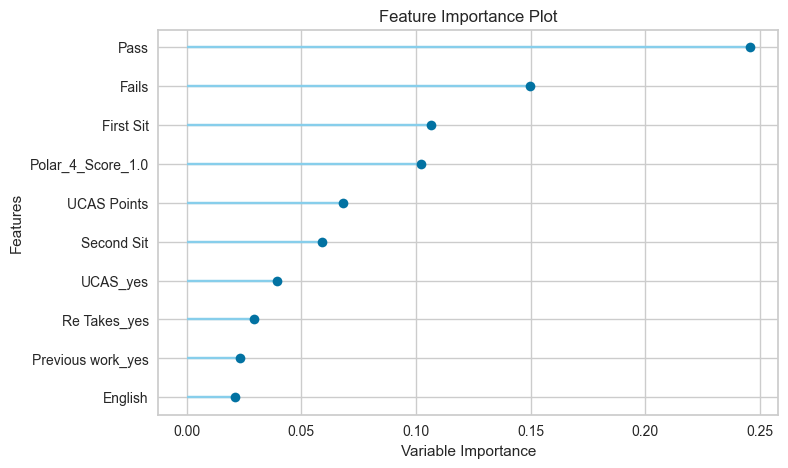 Feature Importance Plot
Pass
Fails
First Sit
Polar_4_Score_1.0
UCAS Points
Second Sit
UCAS_yes
Re Takes_yes
Previous work_yes
English
Features
0.00 0.05 0.10 0.15 0.20 0.25
Variable Importance